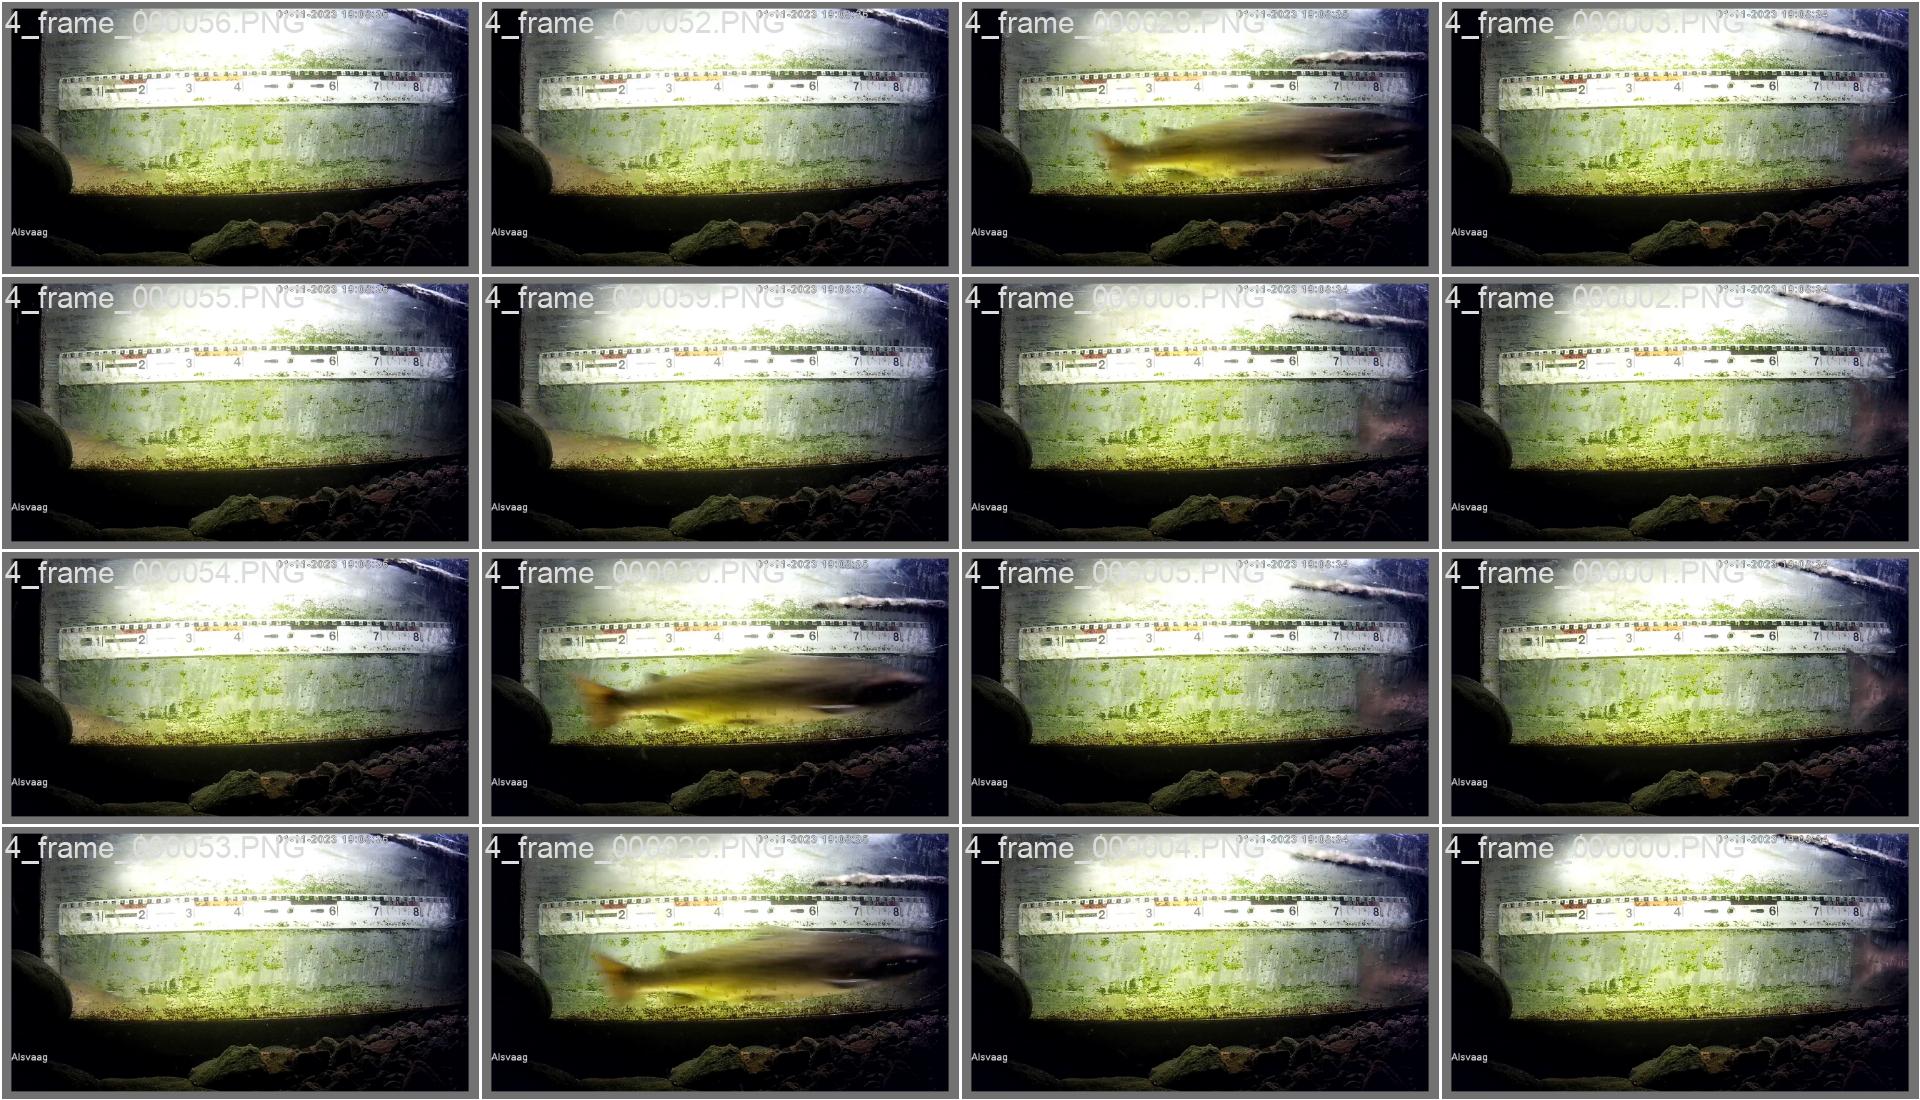 4_frame_000056.PNG
4_frame_000052.PNG
4_frame_000028.PNG
4_frame_000003.PNG
01-11-2023 19:08:36
01-11-2023 19:08:36
01-11-2023 19:08:35
01-11-2023 19:08:34
1 2 3 4 6 7 8
1 2 3 4 6 7 8
1 2 3 4 6 7 8
1 2 3 4 6 7 8
Alsvaag
Alsvaag
Alsvaag
Alsvaag
4_frame_000055.PNG
4_frame_000059.PNG
4_frame_000006.PNG
4_frame_000002.PNG
01-11-2023 19:08:36
01-11-2023 19:08:37
01-11-2023 19:08:34
01-11-2023 19:08:34
1 2 3 4 6 7 8
1 2 3 4 6 7 8
1 2 3 4 6 7 8
1 2 3 4 6 7 8
Alsvaag
Alsvaag
Alsvaag
Alsvaag
4_frame_000054.PNG
4_frame_000030.PNG
4_frame_000005.PNG
4_frame_000001.PNG
01-11-2023 19:08:36
01-11-2023 19:08:35
01-11-2023 19:08:34
01-11-2023 19:08:34
1 2 3 4 6 7 8
1 2 3 4 6 7 8
1 2 3 4 6 7 8
1 2 3 4 6 7 8
Alsvaag
Alsvaag
Alsvaag
Alsvaag
4_frame_000053.PNG
4_frame_000029.PNG
4_frame_000004.PNG
4_frame_000000.PNG
01-11-2023 19:08:36
01-11-2023 19:08:35
01-11-2023 19:08:34
1 2 3 4 6 7 8
1 2 3 4 6 7 8
1 2 3 4 6 7 8
1 2 3 4 6 7 8
Alsvaag
Alsvaag
Alsvaag
Alsvaag